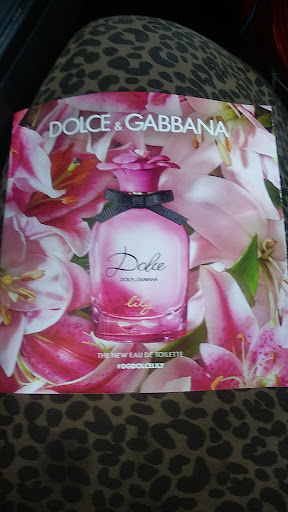 DOLCE & GABBANA
Dolce
DOLCE&GABBANA
lily
THE NEW EAU DE TOILETTE
#DGDOLCELILY